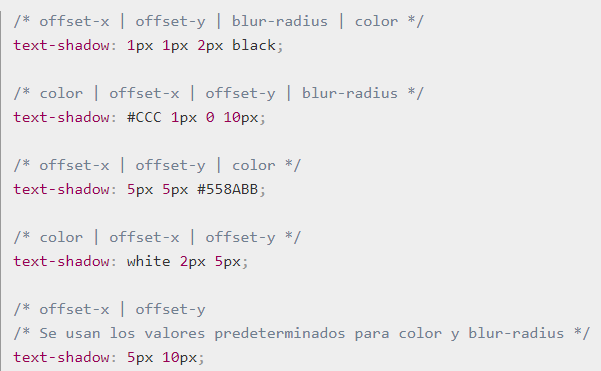 /* offset-x | offset-y | blur-radius | color */
text-shadow: 1px 1px 2px black;
/* color | offset-x | offset-y | blur-radius */
text-shadow: #CCC 1px 0 10px;
/* offset-x | offset-y | color */
text-shadow: 5px 5px #558ABB;
/* color | offset-x | offset-y */
text-shadow: white 2px 5px;
/* offset-x | offset-y
/* Se usan los valores predeterminados para color y blur-radius */
text-shadow: 5px 10px;